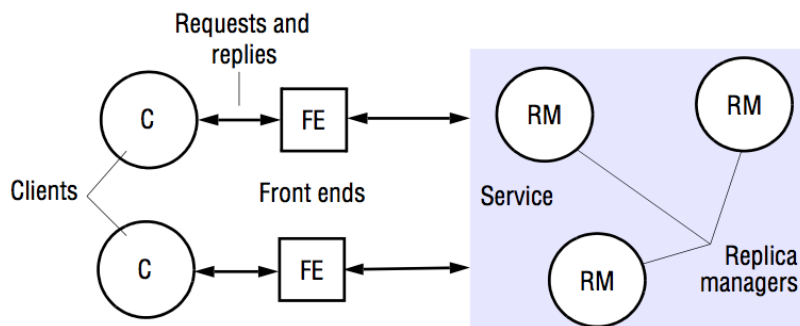 Requests and
replies
C
FE
RM
RM
Clients
Front ends
Service
C
FE
RM
Replica
managers